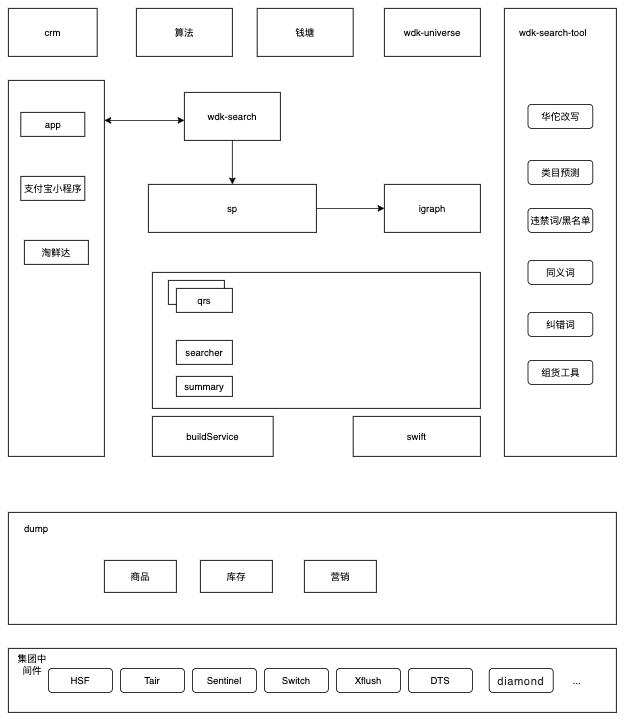 crm
算法
钱塘
wdk-universe
wdk-search-tool
app
支付宝小程序
淘鲜达
wdk-search
sp
igraph
qrs
searcher
summary
buildService
swift
华佗改写
类目预测
违禁词/黑名单
同义词
纠错词
组货工具
dump
商品
库存
营销
集团中
间件
HSF
Tair
Sentinel
Switch
Xflush
DTS
diamond
...